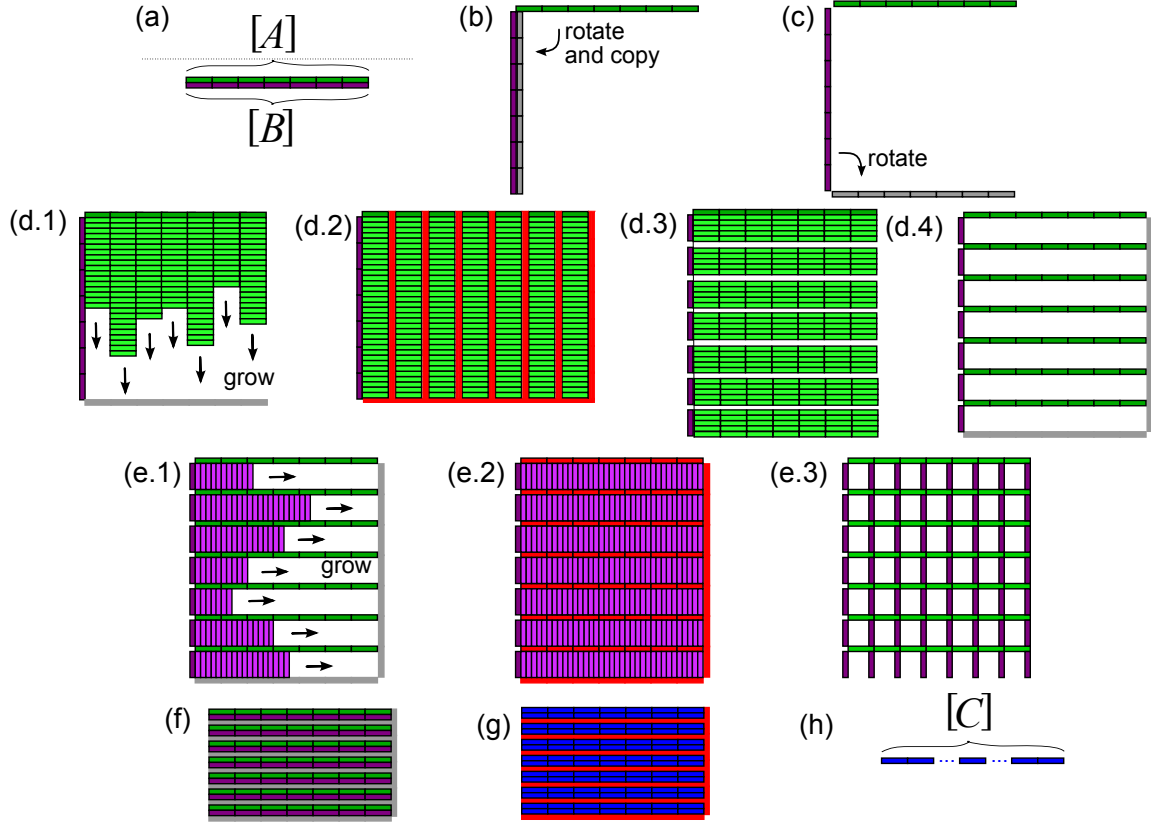 (a)
[A]
[B]
(b)
rotate
and copy
(c)
rotate
(d.1)
grow
(d.2)
(d.3)
(d.4)
(e.1)
grow
(e.2)
(e.3)
(f)
(g)
(h)
[C]